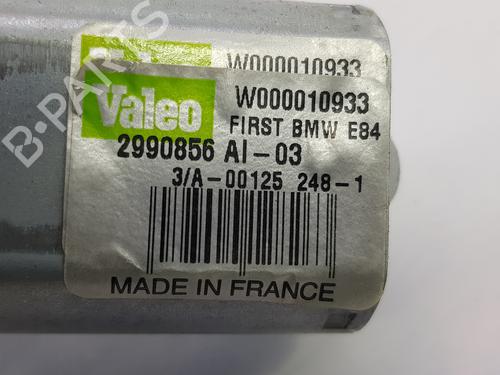 W000010933
Valeo
W000010933
FIRST BMW E84
2990856 AI-03
3/A-00125 248-1
MADE IN FRANCE
B-PARTS